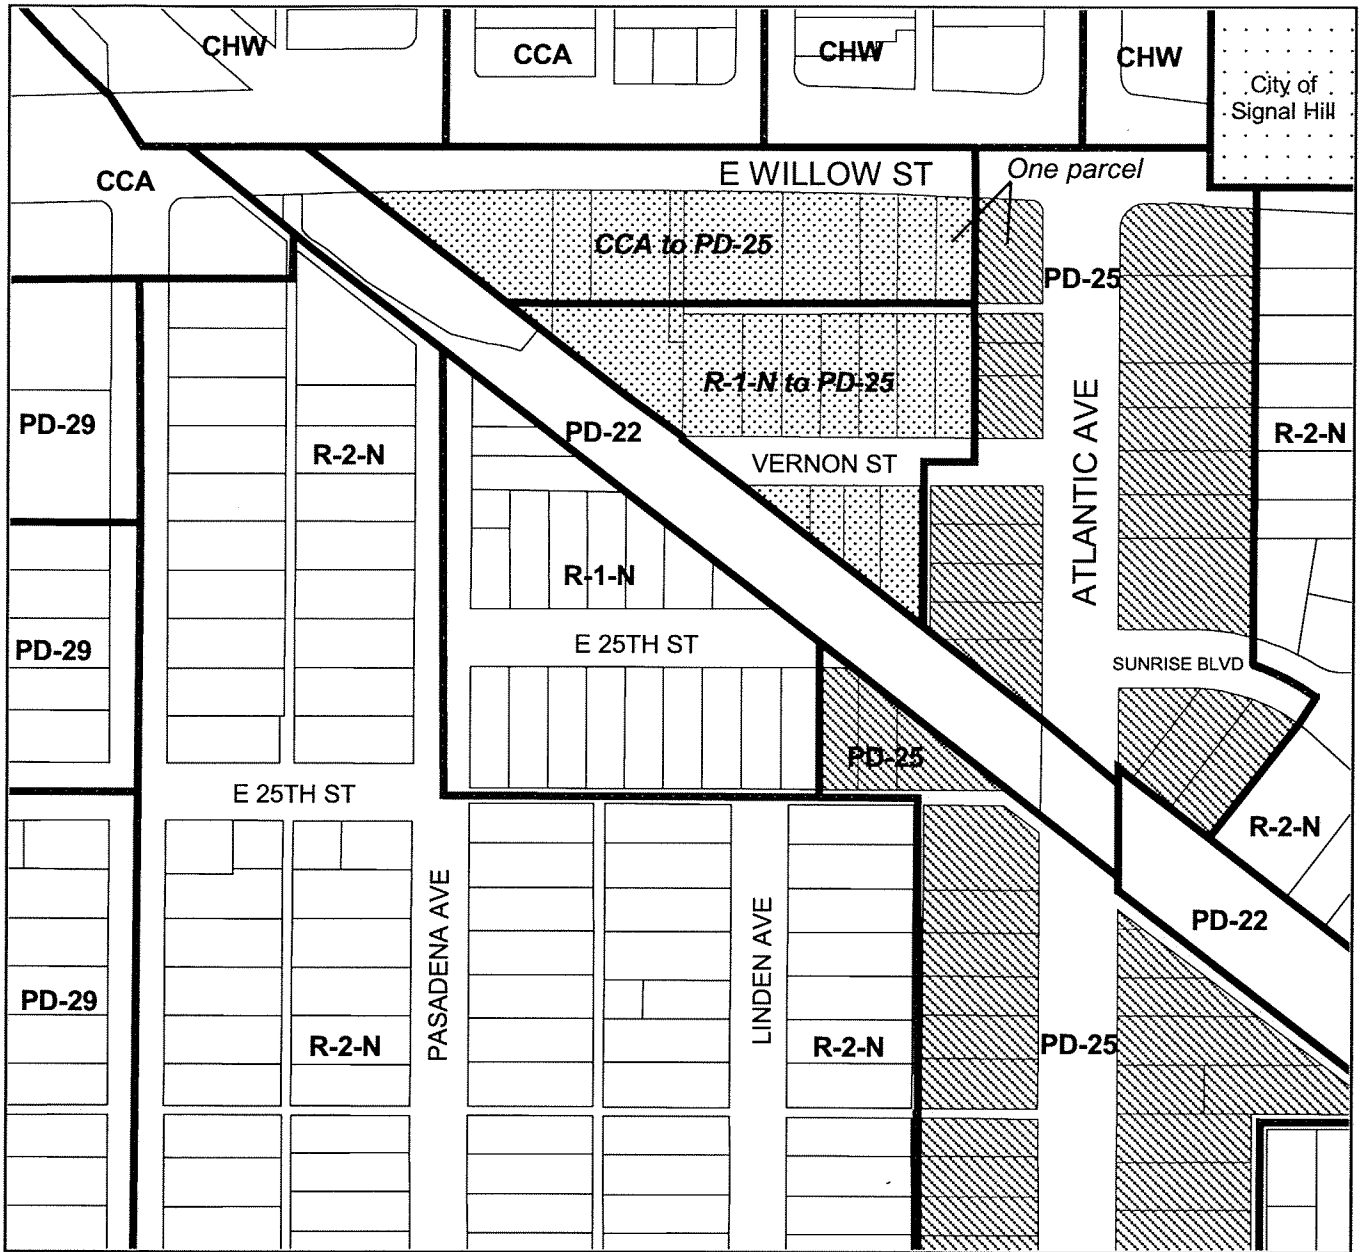 CHW
CCA
CHW
CHW
City of
Signal Hill
CCA
E WILLOW ST
One parcel
CCA to PD-25
PD-25
R-1-N to PD-25
PD-29
R-2-N
PD-22
VERNON ST
ATLANTIC AVE
R-2-N
R-1-N
E 25TH ST
PD-29
SUNRISE BLVD
PD-25
E 25TH ST
R-2-N
PASADENA AVE
LINDEN AVE
PD-22
PD-29
R-2-N
R-2-N
PD-25